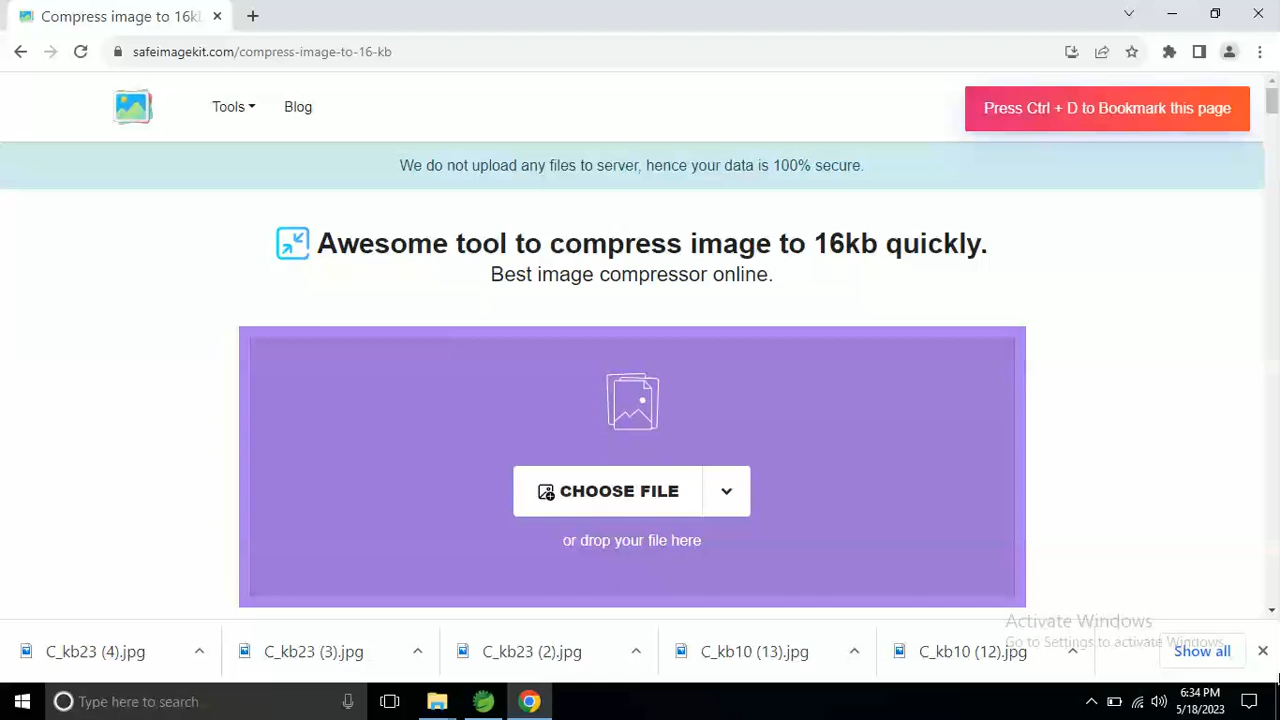 Compress image to 16kb
safeimagekit.com/compress-image-to-16-kb
Tools
Blog
Press Ctrl + D to Bookmark this page
We do not upload any files to server, hence your data is 100% secure.
Awesome tool to compress image to 16kb quickly.
Best image compressor online.
CHOOSE FILE
or drop your file here
Activate Windows
Go to Settings to activate Windows.
C_kb23 (4).jpg
C_kb23 (3).jpg
C_kb23 (2).jpg
C_kb10 (13).jpg
C_kb10 (12).jpg
Show all
Type here to search
6:34 PM
5/18/2023